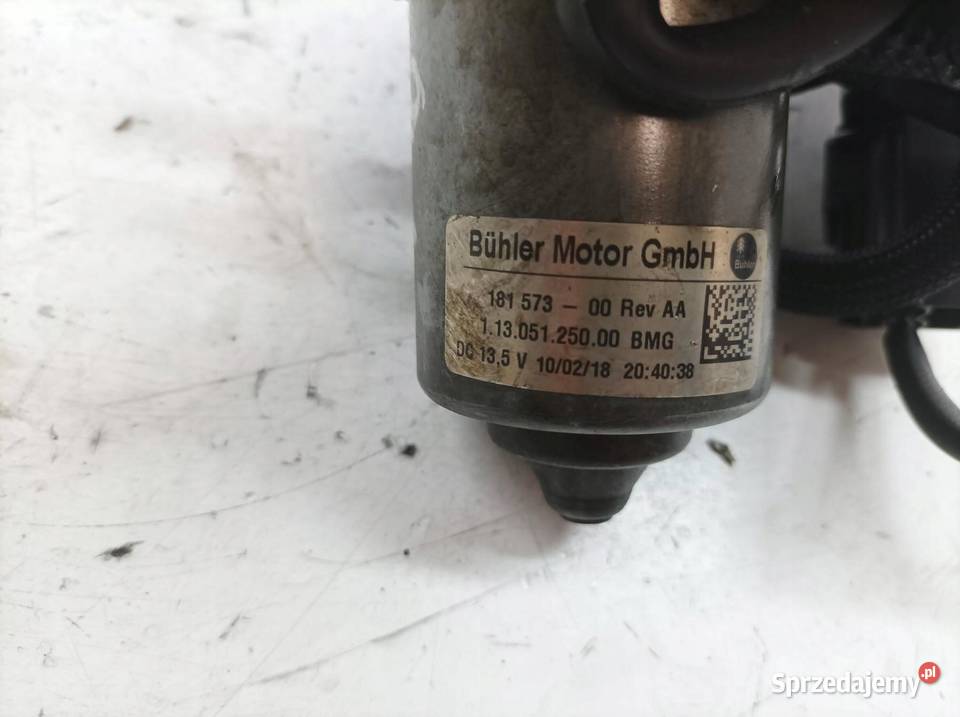 Bühler Motor GmbH
Bühler
181 573 - 00 Rev AA
1.13.051.250.00 BMG
DC 13,5 V 10/02/18 20:40:38
Sprzedajemy.pl